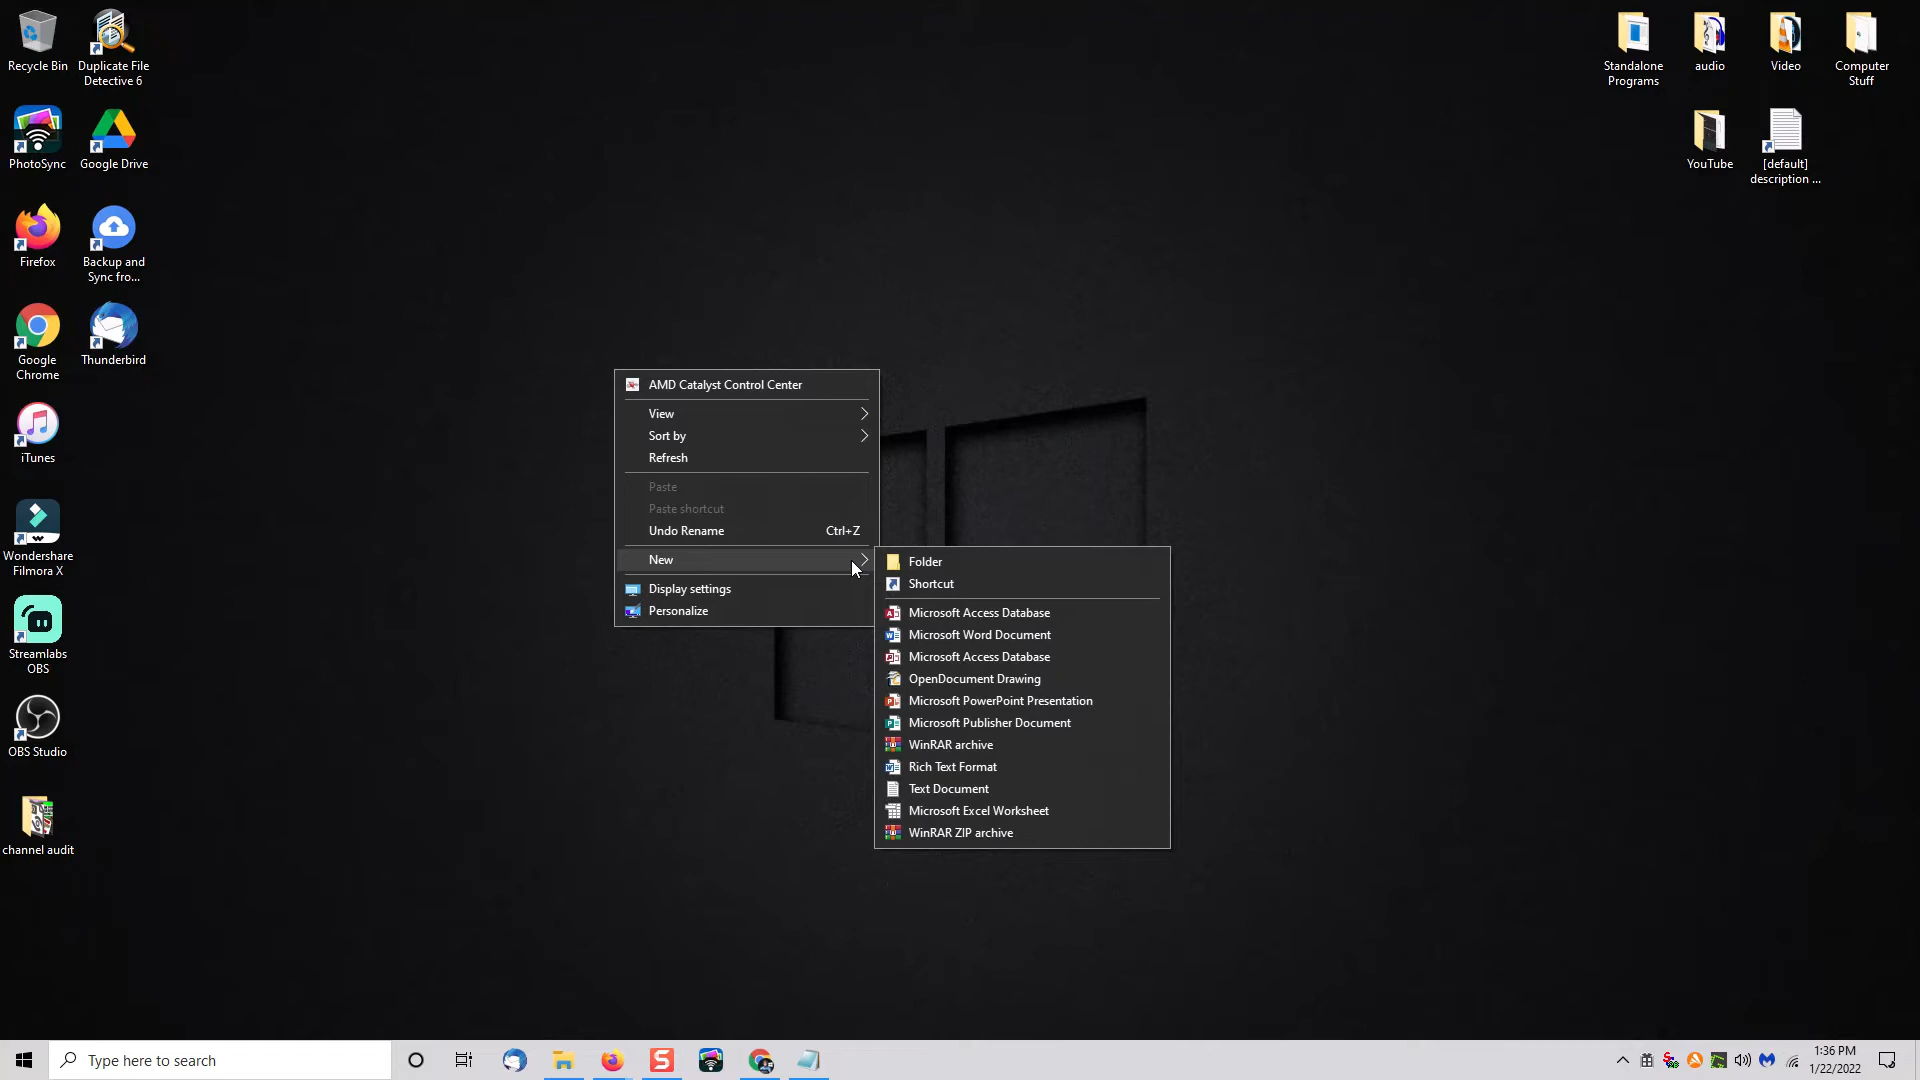 Recycle Bin
Duplicate File
Detective 6
PhotoSync
Google Drive
Firefox
Backup and
Sync fro...
Google
Chrome
Thunderbird
iTunes
Wondershare
Filmora X
Streamlabs
OBS
OBS Studio
channel audit
Standalone
Programs
audio
Video
Computer
Stuff
YouTube
[default]
description ...
AMD Catalyst Control Center
View
Sort by
Refresh
Paste
Paste shortcut
Undo Rename Ctrl+Z
New
Display settings
Personalize
Folder
Shortcut
Microsoft Access Database
Microsoft Word Document
Microsoft Access Database
OpenDocument Drawing
Microsoft PowerPoint Presentation
Microsoft Publisher Document
WinRAR archive
Rich Text Format
Text Document
Microsoft Excel Worksheet
WinRAR ZIP archive
Type here to search
1:36 PM
1/22/2022